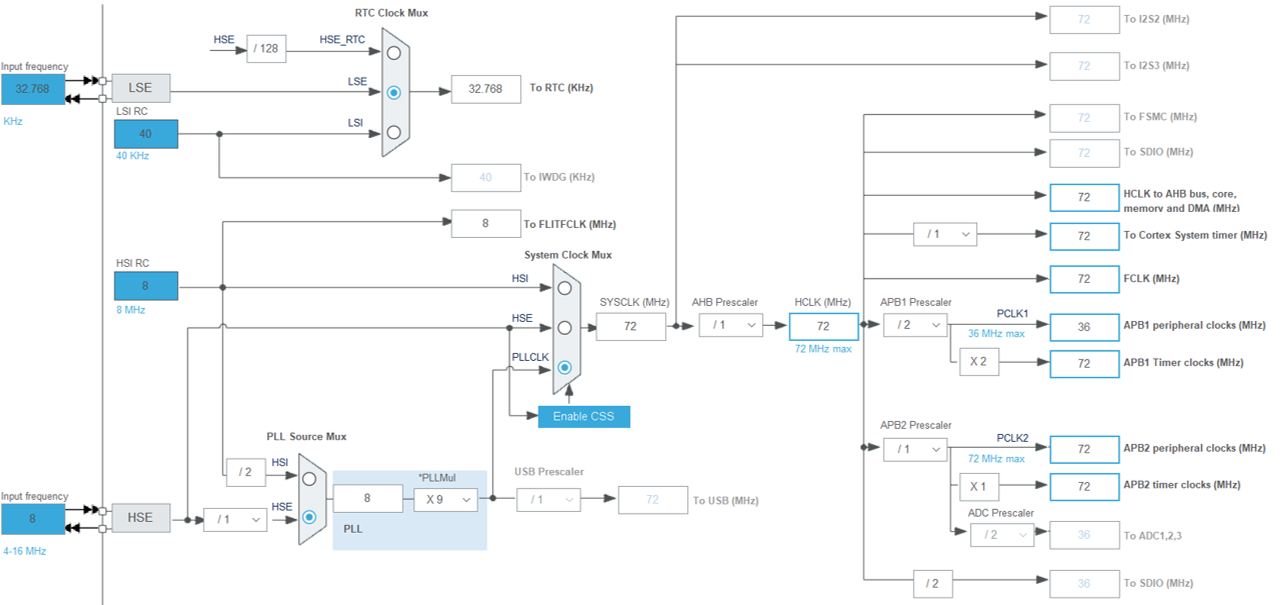 RTC Clock Mux
HSE
/ 128
HSE_RTC
Input frequency
32.768
KHz
LSE
LSE
32.768
To RTC (KHz)
LSI RC
40
40 KHz
LSI
40
To IWDG (KHz)
8
To FLITFCLK (MHz)
HSI RC
8
8 MHz
System Clock Mux
HSI
HSE
PLLCLK
Enable CSS
SYSCLK (MHz)
72
AHB Prescaler
/ 1
HCLK (MHz)
72
72 MHz max
PLL Source Mux
/ 2
HSI
Input frequency
8
4-16 MHz
HSE
/ 1
HSE
8
*PLLMul
X 9
PLL
USB Prescaler
/ 1
72
To USB (MHz)
72
To I2S2 (MHz)
72
To I2S3 (MHz)
72
To FSMC (MHz)
72
To SDIO (MHz)
72
HCLK to AHB bus, core,
memory and DMA (MHz)
/ 1
72
To Cortex System timer (MHz)
72
FCLK (MHz)
APB1 Prescaler
/ 2
PCLK1
36 MHz max
36
APB1 peripheral clocks (MHz)
X 2
72
APB1 Timer clocks (MHz)
APB2 Prescaler
/ 1
PCLK2
72 MHz max
72
APB2 peripheral clocks (MHz)
X 1
72
APB2 timer clocks (MHz)
ADC Prescaler
/ 2
36
To ADC1,2,3
/ 2
36
To SDIO (MHz)